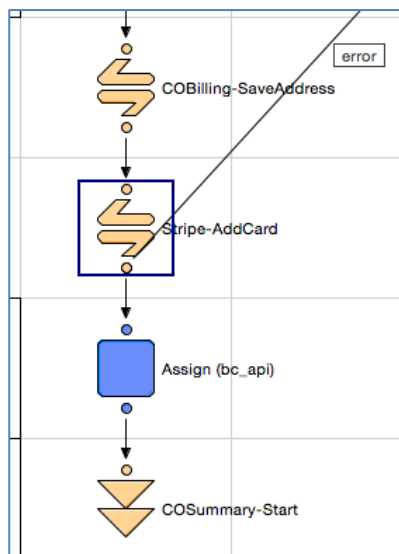 error
COBilling-SaveAddress
Stripe-AddCard
Assign (bc_api)
COSummary-Start